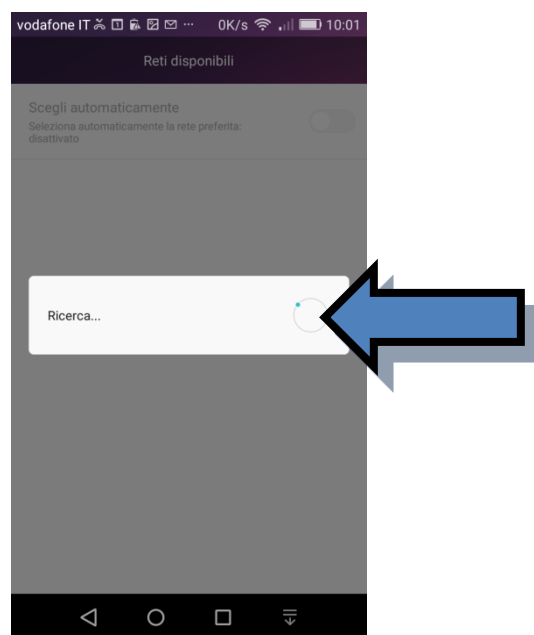 vodafone IT ... 0K/s 10:01
Reti disponibili
Scegli automaticamente
Seleziona automaticamente la rete preferita:
disattivato
Ricerca...